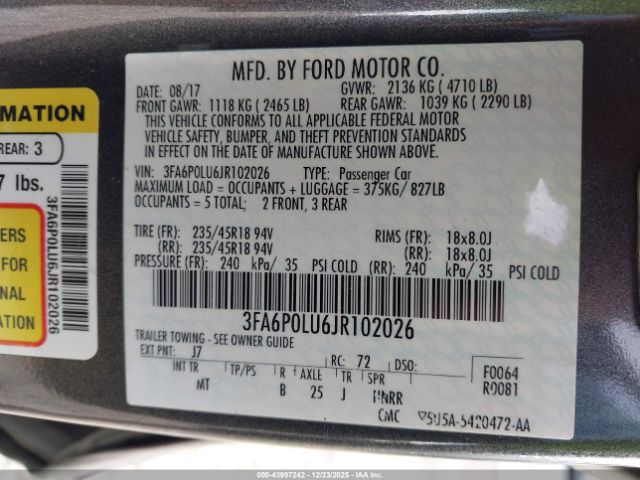 MFD. BY FORD MOTOR CO.
DATE: 08/17 GVWR: 2136 KG ( 4710 LB)
FRONT GAWR: 1118 KG ( 2465 LB) REAR GAWR: 1039 KG ( 2290 LB)
THIS VEHICLE CONFORMS TO ALL APPLICABLE FEDERAL MOTOR
VEHICLE SAFETY, BUMPER, AND THEFT PREVENTION STANDARDS
IN EFFECT ON THE DATE OF MANUFACTURE SHOWN ABOVE.
VIN: 3FA6P0LU6JR102026 TYPE: Passenger Car
MAXIMUM LOAD = OCCUPANTS + LUGGAGE = 375KG/ 827LB
OCCUPANTS = 5 TOTAL; 2 FRONT, 3 REAR
TIRE (FR): 235/45R18 94V RIMS (FR): 18x8.0J
(RR): 235/45R18 94V (RR): 18x8.0J
PRESSURE (FR): 240 kPa/ 35 PSI COLD (RR): 240 kPa/ 35 PSI COLD
3FA6P0LU6JR102026
TRAILER TOWING - SEE OWNER GUIDE
EXT PNT: J7 RC: 72 DSO: F0064
R0081
INT TR TP/PS R AXLE TR SPR
MT B 25 J
CMC
REAR: 3
lbs.
FOR
3FA6P0LU6JR102026
© 000-43997242 - 12/23/2025 - IAA Inc.